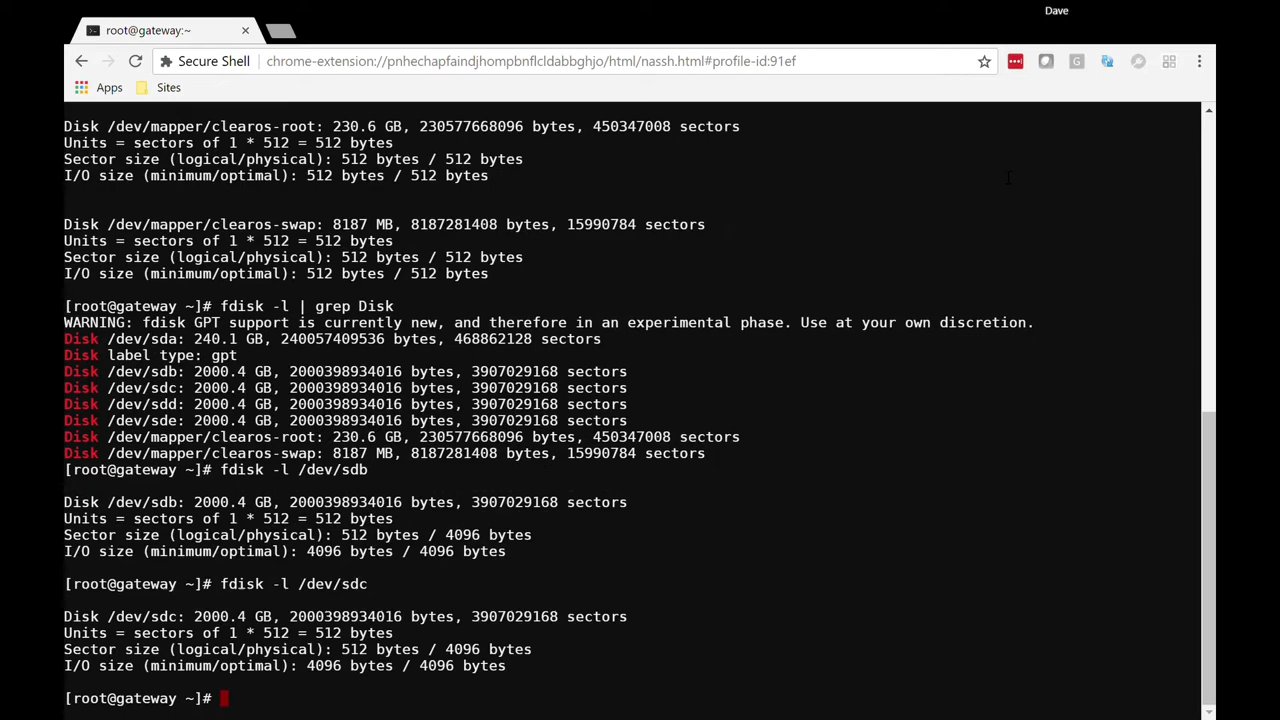 Dave
root@gateway:~
Secure Shell
chrome-extension://pnhechapfaindjhompbnflcldabbghjo/html/nassh.html#profile-id:91ef
Apps
Sites
Disk /dev/mapper/clearos-root: 230.6 GB, 230577668096 bytes, 450347008 sectors
Units = sectors of 1 * 512 = 512 bytes
Sector size (logical/physical): 512 bytes / 512 bytes
I/O size (minimum/optimal): 512 bytes / 512 bytes
Disk /dev/mapper/clearos-swap: 8187 MB, 8187281408 bytes, 15990784 sectors
Units = sectors of 1 * 512 = 512 bytes
Sector size (logical/physical): 512 bytes / 512 bytes
I/O size (minimum/optimal): 512 bytes / 512 bytes
[root@gateway ~]# fdisk -l | grep Disk
WARNING: fdisk GPT support is currently new, and therefore in an experimental phase. Use at your own discretion.
Disk /dev/sda: 240.1 GB, 240057409536 bytes, 468862128 sectors
Disk label type: gpt
Disk /dev/sdb: 2000.4 GB, 2000398934016 bytes, 3907029168 sectors
Disk /dev/sdc: 2000.4 GB, 2000398934016 bytes, 3907029168 sectors
Disk /dev/sdd: 2000.4 GB, 2000398934016 bytes, 3907029168 sectors
Disk /dev/sde: 2000.4 GB, 2000398934016 bytes, 3907029168 sectors
Disk /dev/mapper/clearos-root: 230.6 GB, 230577668096 bytes, 450347008 sectors
Disk /dev/mapper/clearos-swap: 8187 MB, 8187281408 bytes, 15990784 sectors
[root@gateway ~]# fdisk -l /dev/sdb
Disk /dev/sdb: 2000.4 GB, 2000398934016 bytes, 3907029168 sectors
Units = sectors of 1 * 512 = 512 bytes
Sector size (logical/physical): 512 bytes / 4096 bytes
I/O size (minimum/optimal): 4096 bytes / 4096 bytes
[root@gateway ~]# fdisk -l /dev/sdc
Disk /dev/sdc: 2000.4 GB, 2000398934016 bytes, 3907029168 sectors
Units = sectors of 1 * 512 = 512 bytes
Sector size (logical/physical): 512 bytes / 4096 bytes
I/O size (minimum/optimal): 4096 bytes / 4096 bytes
[root@gateway ~]#